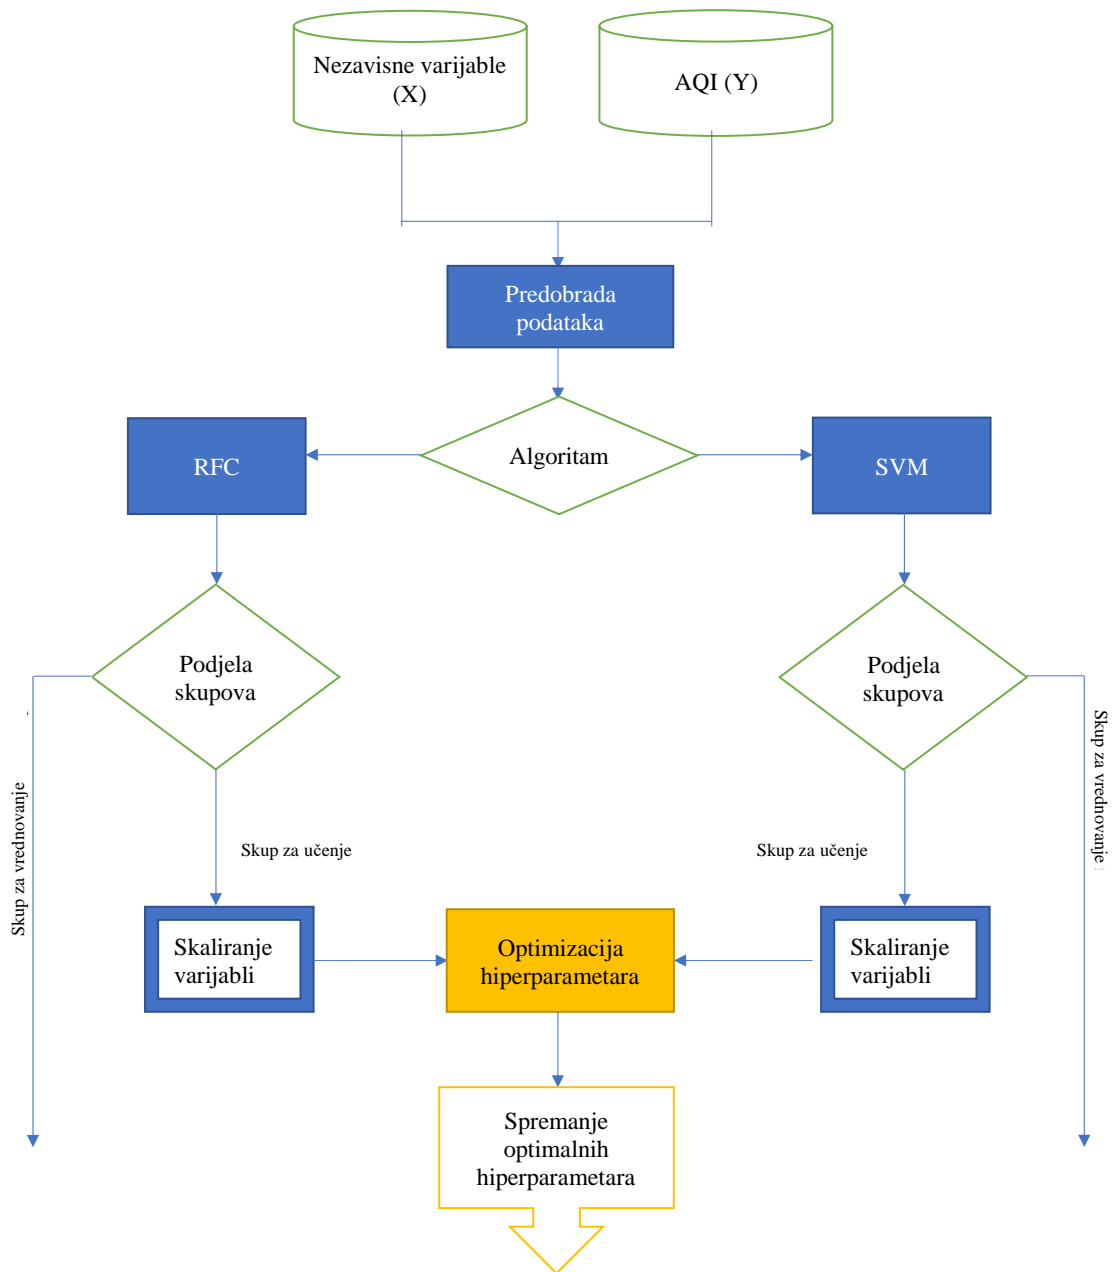 Nezavisne varijable
(X)
AQI (Y)
Predobrada
podataka
RFC
Algoritam
SVM
Podjela
skupova
Podjela
skupova
Skup za vrednovanje
Skup za vrednovanje
Skup za učenje
Skup za učenje
Skaliranje
varijabli
Optimizacija
hiperparametara
Skaliranje
varijabli
Spremanje
optimalnih
hiperparametara